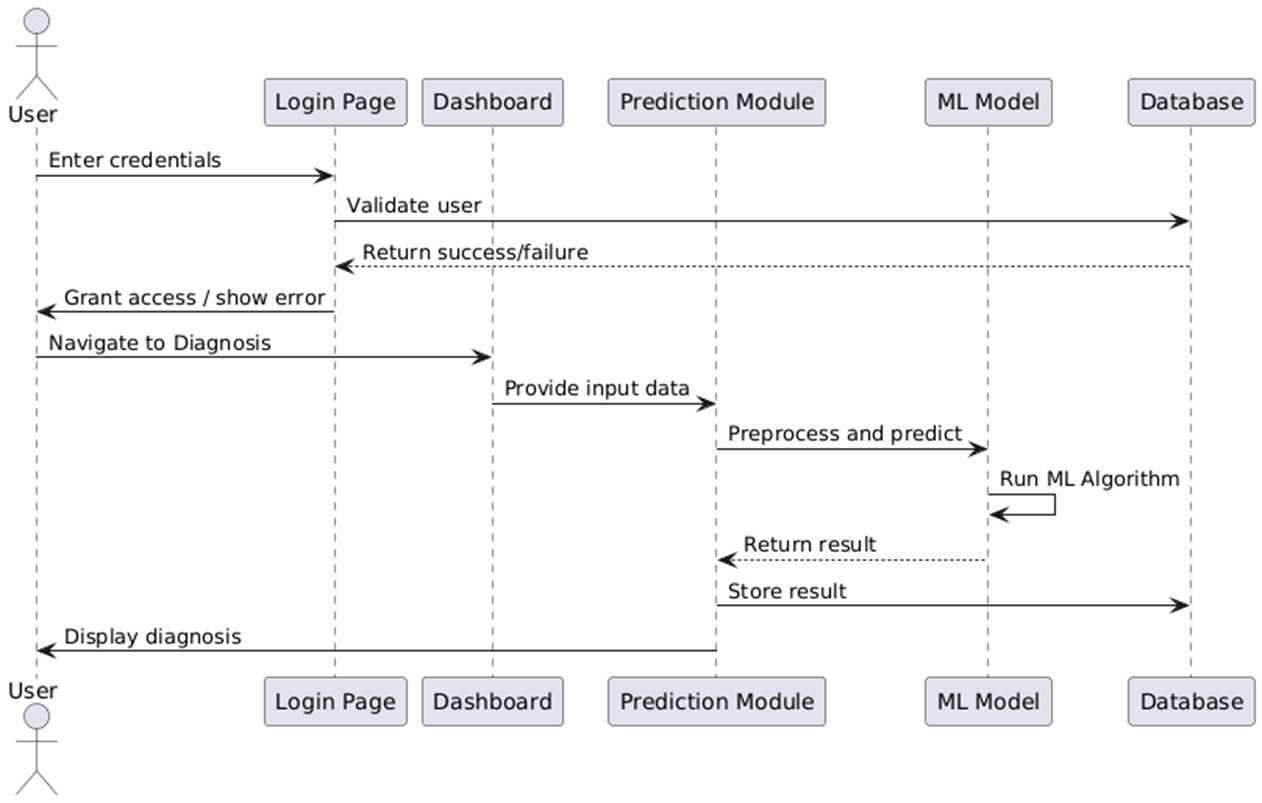 User
Login Page
Dashboard
Prediction Module
ML Model
Database
Enter credentials
Validate user
Return success/failure
Grant access / show error
Navigate to Diagnosis
Provide input data
Preprocess and predict
Run ML Algorithm
Return result
Store result
Display diagnosis
User
Login Page
Dashboard
Prediction Module
ML Model
Database